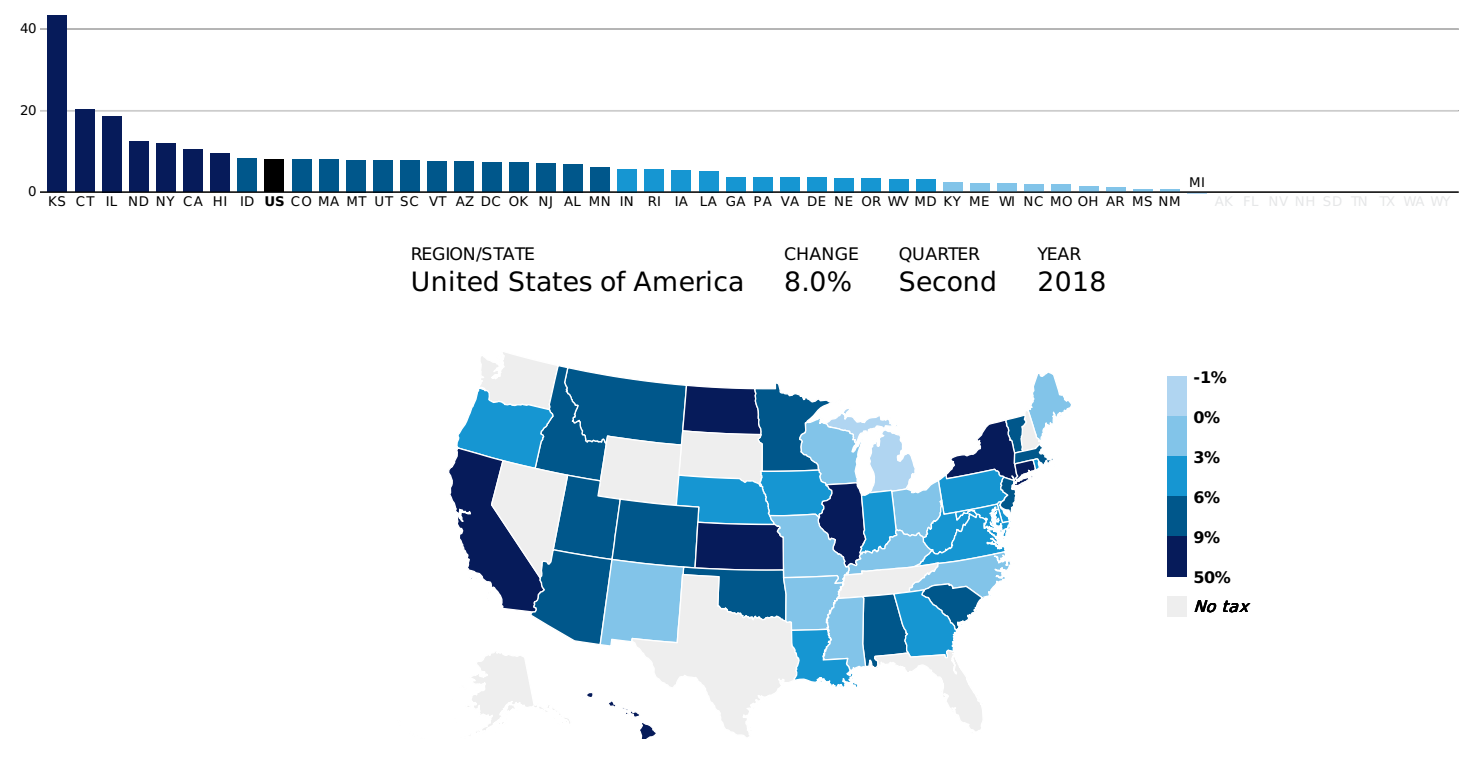 40
20
0
MI
KS CT IL ND NY CA HI ID US CO MA MT UT SC VT AZ DC OK NJ AL MN IN RI IA LA GA PA VA DE NE OR WV MD KY ME WI NC MO OH AR MS NM AK FL NV NH SD TN TX WA WY
REGION/STATE CHANGE QUARTER YEAR
United States of America 8.0% Second 2018
-1%
0%
3%
6%
9%
50%
No tax